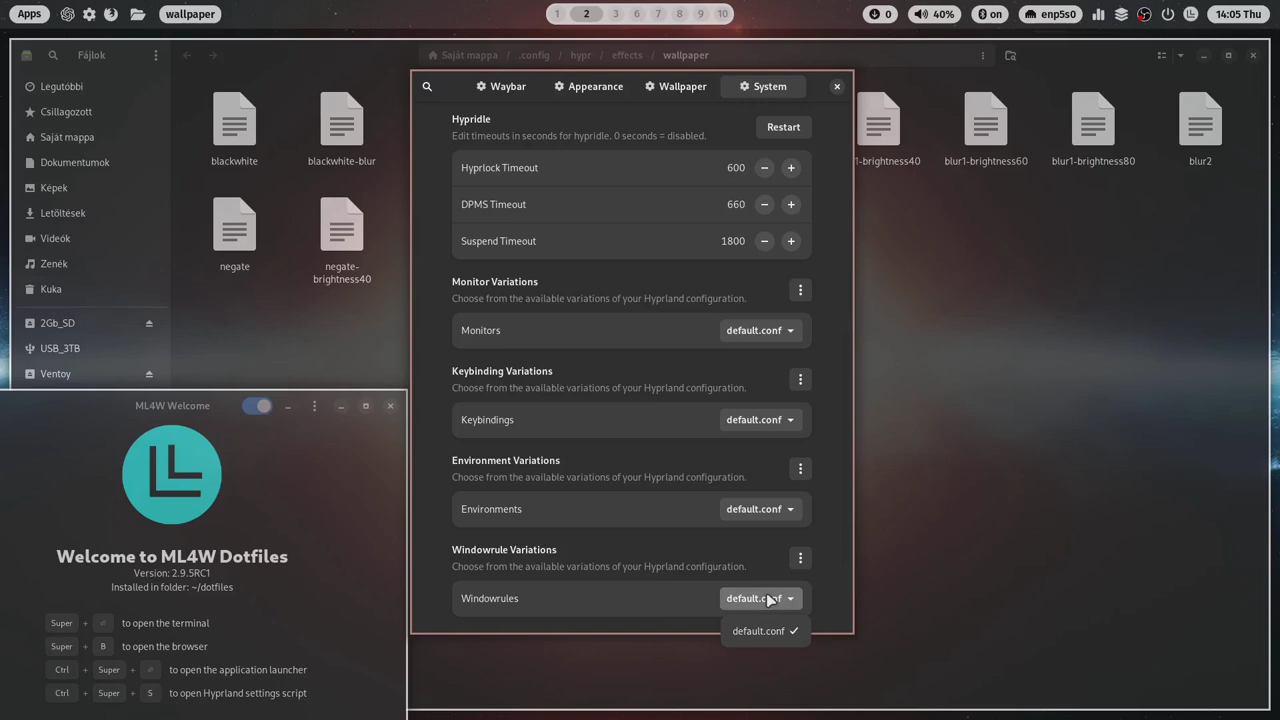 Apps
wallpaper
1 2 3 4 5 6 7 8 9 10
0
40%
on
enp5s0
14:05 Thu
Fájlok
Saját mappa / .config / hypr / effects / wallpaper
Legutóbbi
Csillagozott
Saját mappa
Dokumentumok
Képek
Letöltések
Videók
Zenék
Kuka
2Gb_SD
USB_3TB
Ventoy
blackwhite
blackwhite-blur
1-brightness40
blur1-brightness60
blur1-brightness80
blur2
negate
negate-
brightness40
Waybar
Appearance
Wallpaper
System
Hypridle
Edit timeouts in seconds for hypridle. 0 seconds = disabled.
Restart
Hyprlock Timeout 600 − +
DPMS Timeout 660 − +
Suspend Timeout 1800 − +
Monitor Variations
Choose from the available variations of your Hyprland configuration.
Monitors default.conf
Keybinding Variations
Choose from the available variations of your Hyprland configuration.
Keybindings default.conf
Environment Variations
Choose from the available variations of your Hyprland configuration.
Environments default.conf
Windowrule Variations
Choose from the available variations of your Hyprland configuration.
Windowrules default.conf
default.conf
ML4W Welcome
Welcome to ML4W Dotfiles
Version: 2.9.5RC1
Installed in folder: ~/dotfiles
Super + to open the terminal
Super + B to open the browser
Ctrl + Super + to open the application launcher
Ctrl + Super + S to open Hyprland settings script